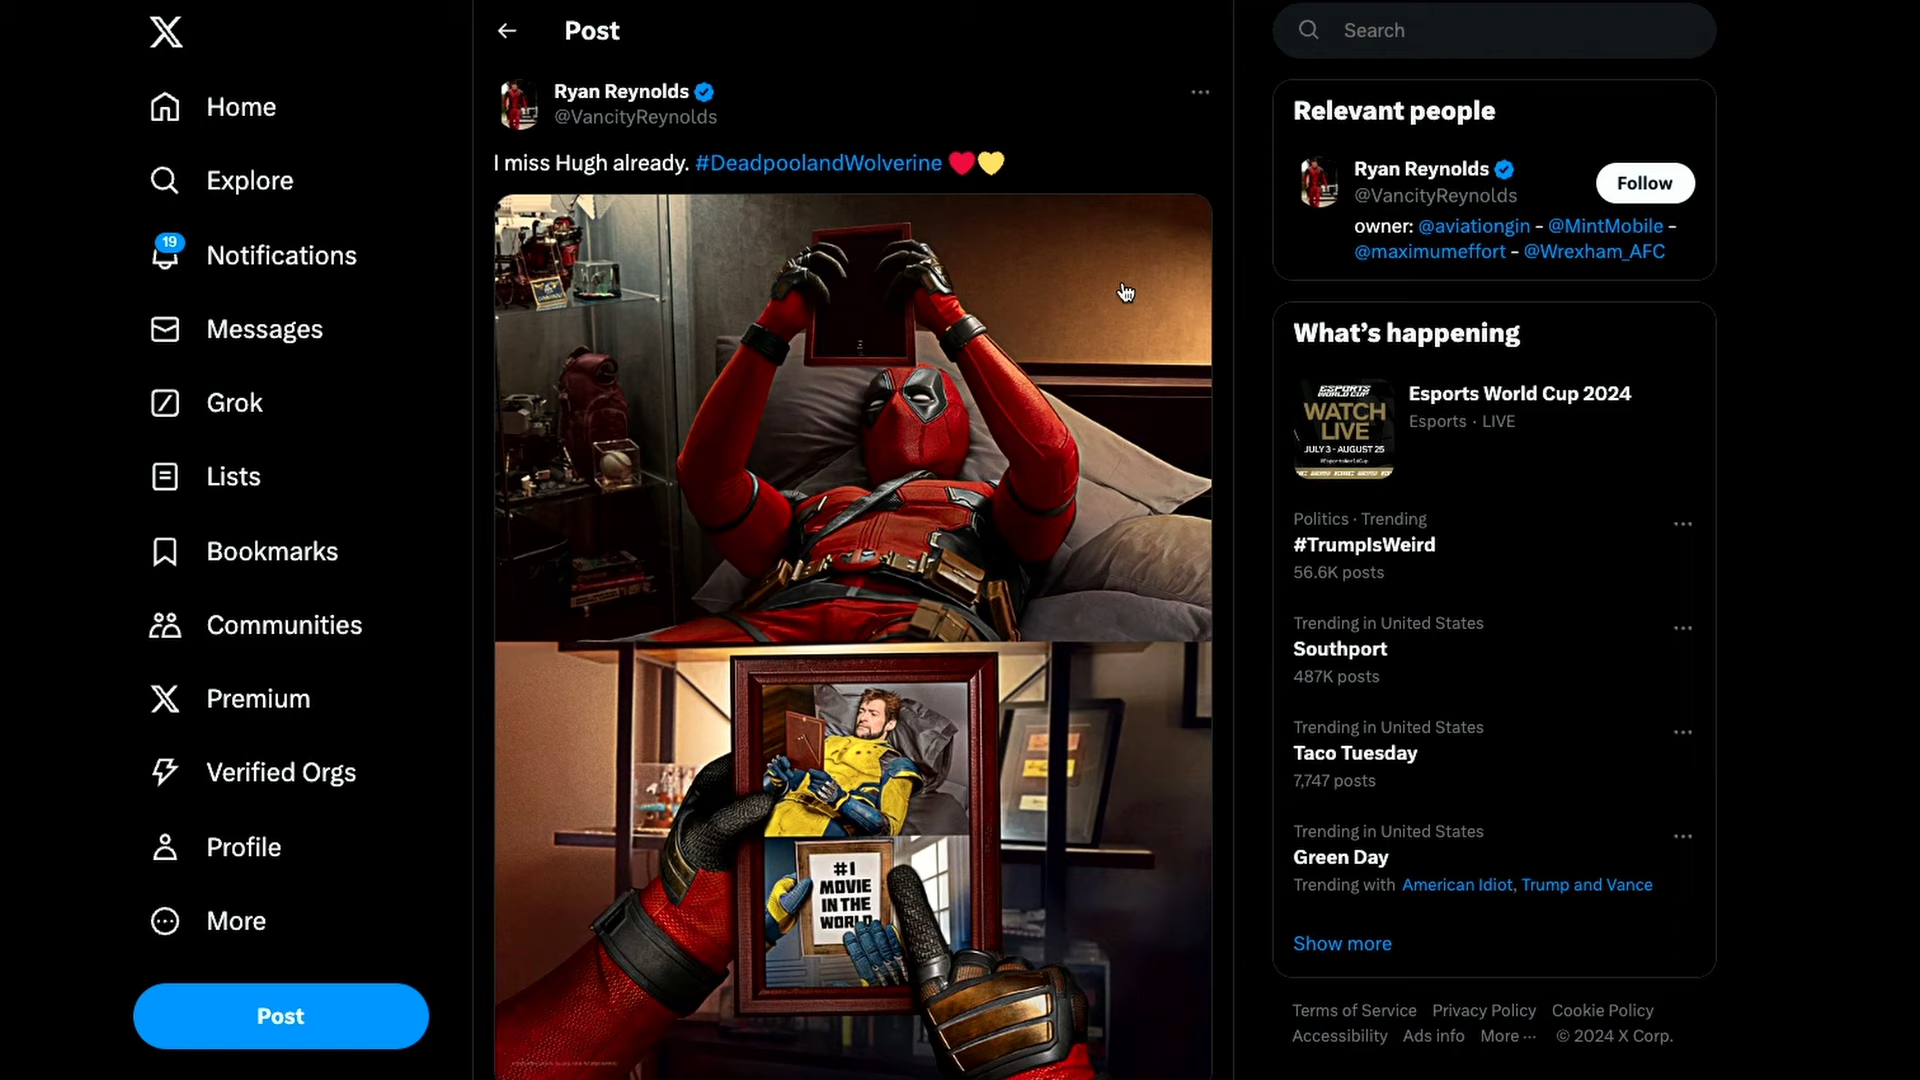 Post
Search
Home
Explore
19
Notifications
Messages
Grok
Lists
Bookmarks
Communities
Premium
Verified Orgs
Profile
More
Post
Ryan Reynolds
@VancityReynolds
I miss Hugh already. #DeadpoolandWolverine ❤️💛
#1
MOVIE
IN THE
WORLD
Relevant people
Ryan Reynolds
@VancityReynolds
Follow
owner: @aviationgin - @MintMobile -
@maximumeffort - @Wrexham_AFC
What’s happening
ESPORTS
WORLD CUP
WATCH
LIVE
JULY 3 - AUGUST 25
Esports World Cup 2024
Esports · LIVE
Politics · Trending
#TrumpIsWeird
56.6K posts
Trending in United States
Southport
487K posts
Trending in United States
Taco Tuesday
7,747 posts
Trending in United States
Green Day
Trending with American Idiot, Trump and Vance
Show more
Terms of Service Privacy Policy Cookie Policy
Accessibility Ads info More ··· © 2024 X Corp.